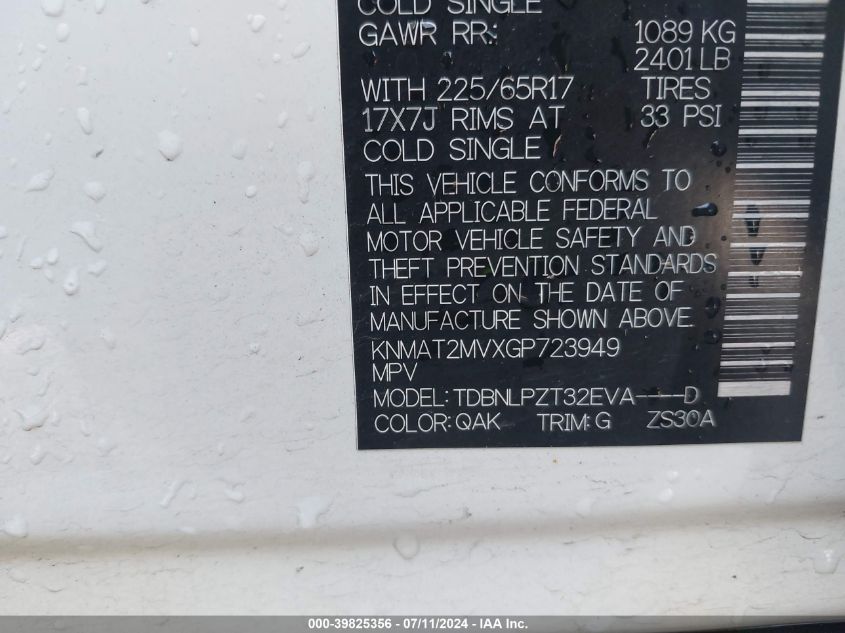 COLD SINGLE
GAWR RR: 1089 KG
2401 LB
WITH 225/65R17 TIRES
17X7J RIMS AT 33 PSI
COLD SINGLE
THIS VEHICLE CONFORMS TO
ALL APPLICABLE FEDERAL
MOTOR VEHICLE SAFETY AND
THEFT PREVENTION STANDARDS
IN EFFECT ON THE DATE OF
MANUFACTURE SHOWN ABOVE.
KNMAT2MVXGP723949
MPV
MODEL: TDBNLPZT32EVA----D
COLOR: QAK TRIM: G ZS30A
000-39825356 - 07/11/2024 - IAA Inc.